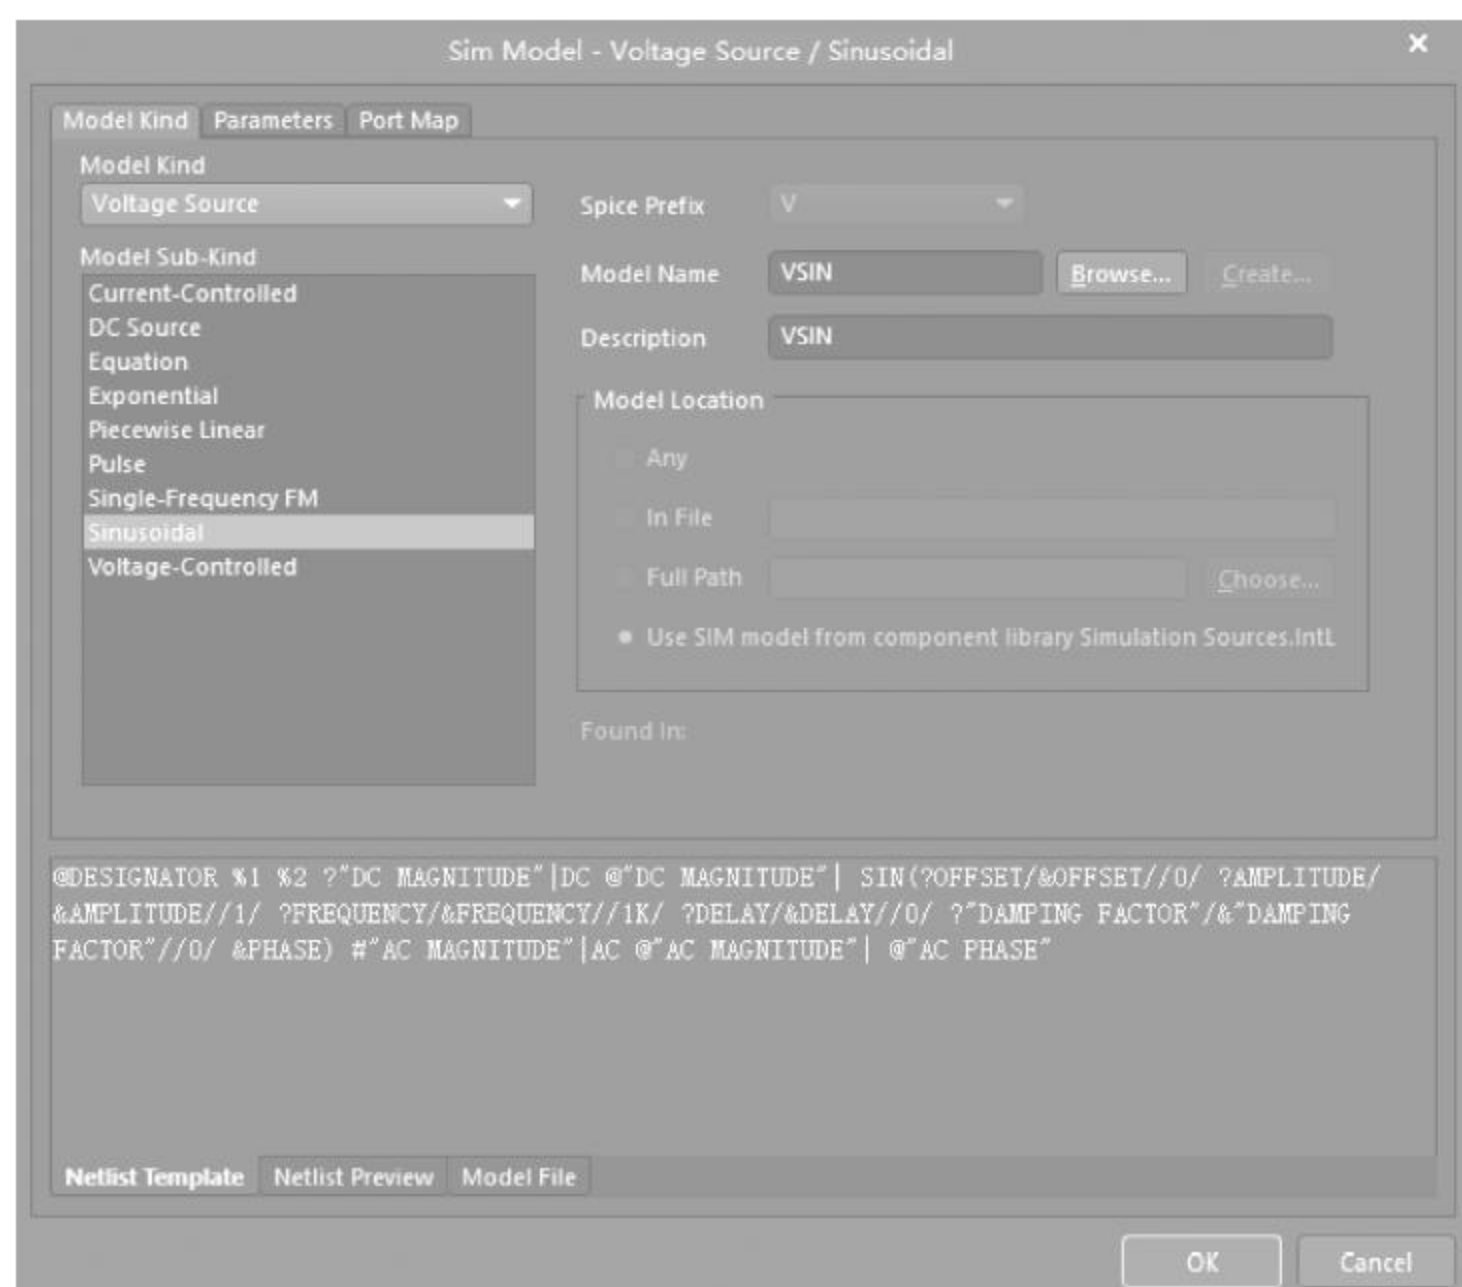 Sim Model - Voltage Source / Sinusoidal
Model Kind Parameters Port Map
Model Kind
Voltage Source
Spice Prefix V
Model Sub-Kind
Current-Controlled
DC Source
Equation
Exponential
Piecewise Linear
Pulse
Single-Frequency FM
Sinusoidal
Voltage-Controlled
Model Name VSIN Browse... Create...
Description VSIN
Model Location
Any
In File
Full Path Choose...
Use SIM model from component library Simulation Sources.IntL
Found In:
@DESIGNATOR %1 %2 ?"DC MAGNITUDE"|DC @"DC MAGNITUDE"| SIN(?OFFSET/&OFFSET//0/ ?AMPLITUDE/
&AMPLITUDE//1/ ?FREQUENCY/&FREQUENCY//1K/ ?DELAY/&DELAY//0/ ?"DAMPING FACTOR"/&"DAMPING
FACTOR"//0/ &PHASE) #"AC MAGNITUDE"|AC @"AC MAGNITUDE"| @"AC PHASE"
Netlist Template Netlist Preview Model File
OK Cancel